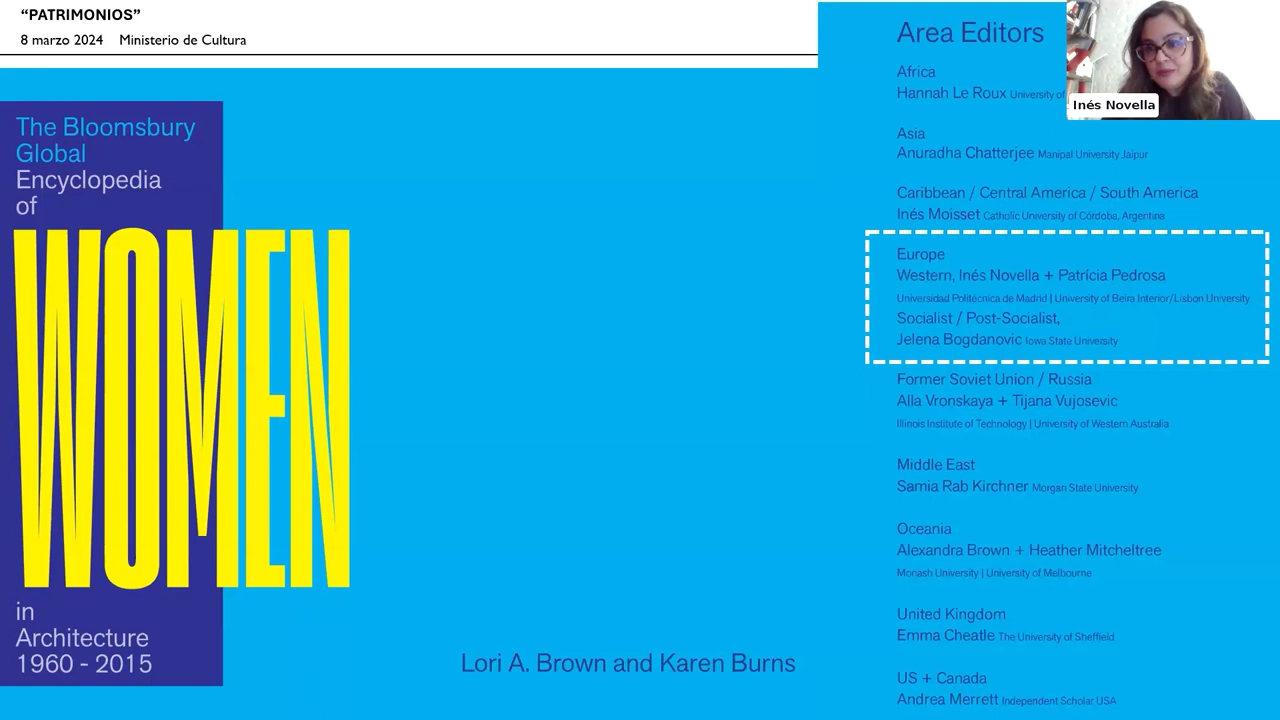 “PATRIMONIOS”
8 marzo 2024 Ministerio de Cultura
The Bloomsbury
Global
Encyclopedia
of
WOMEN
in
Architecture
1960 - 2015
Lori A. Brown and Karen Burns
Area Editors
Africa
Hannah Le Roux University of
Asia
Anuradha Chatterjee Manipal University Jaipur
Caribbean / Central America / South America
Inés Moisset Catholic University of Córdoba, Argentina
Europe
Western, Inés Novella + Patrícia Pedrosa
Universidad Politécnica de Madrid | University of Beira Interior/Lisbon University
Socialist / Post-Socialist,
Jelena Bogdanovic Iowa State University
Former Soviet Union / Russia
Alla Vronskaya + Tijana Vujosevic
Illinois Institute of Technology | University of Western Australia
Middle East
Samia Rab Kirchner Morgan State University
Oceania
Alexandra Brown + Heather Mitcheltree
Monash University | University of Melbourne
United Kingdom
Emma Cheatle The University of Sheffield
US + Canada
Andrea Merrett Independent Scholar USA
Inés Novella